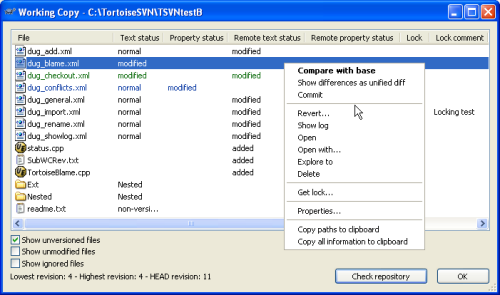 Working Copy - C:\TortoiseSVN\TSVNtestB
File Text status Property status Remote text status Remote property status Lock Lock comment
dug_add.xml normal modified
dug_blame.xml modified
dug_checkout.xml modified modified
dug_conflicts.xml normal modified
dug_general.xml normal modified
dug_import.xml normal modified Locking test
dug_rename.xml normal modified
dug_showlog.xml normal modified
status.cpp added
SubWCRev.txt added
TortoiseBlame.cpp added
Ext Nested
Nested Nested
readme.txt non-versi...
Compare with base
Show differences as unified diff
Commit
Revert...
Show log
Open
Open with...
Explore to
Delete
Get lock...
Properties...
Copy paths to clipboard
Copy all information to clipboard
Show unversioned files
Show unmodified files
Show ignored files
Lowest revision: 4 - Highest revision: 4 - HEAD revision: 11
Check repository OK